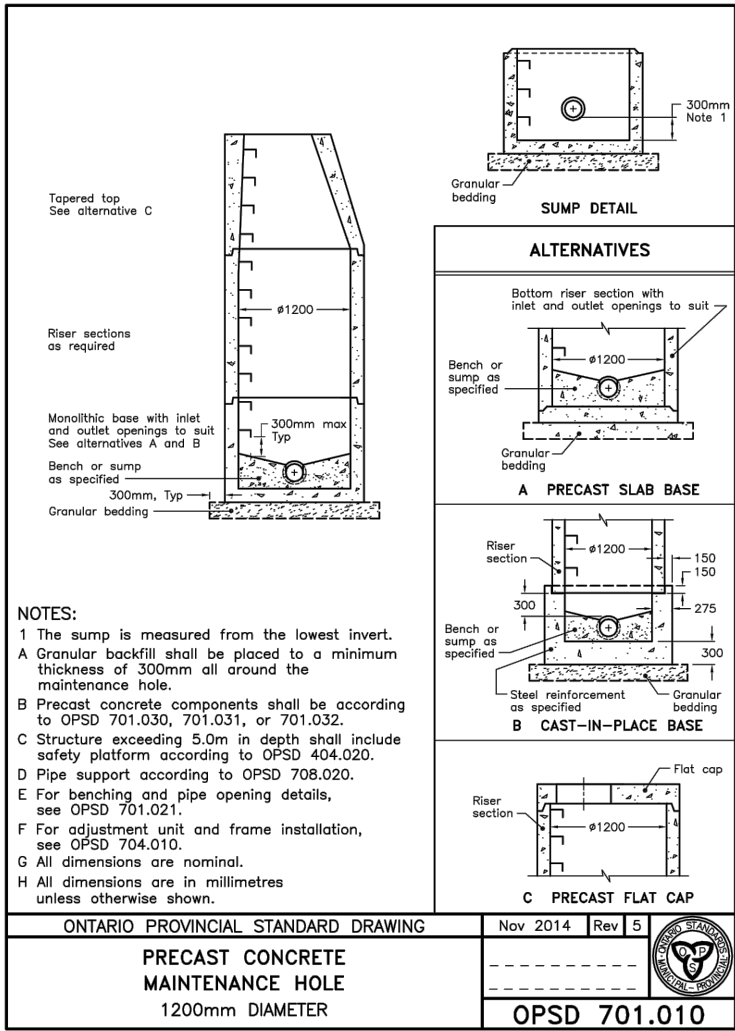 Tapered top
See alternative C
Riser sections
as required
Monolithic base with inlet
and outlet openings to suit
See alternatives A and B
Bench or sump
as specified
300mm, Typ
Granular bedding
ø1200
300mm max
Typ
300mm
Note 1
Granular
bedding
SUMP DETAIL
ALTERNATIVES
Bottom riser section with
inlet and outlet openings to suit
ø1200
Bench or
sump as
specified
Granular
bedding
A PRECAST SLAB BASE
Riser
section
ø1200
150
150
300
275
Bench or
sump as
specified
300
Steel reinforcement
as specified
Granular
bedding
B CAST-IN-PLACE BASE
Flat cap
Riser
section
ø1200
C PRECAST FLAT CAP
NOTES:
1 The sump is measured from the lowest invert.
A Granular backfill shall be placed to a minimum
thickness of 300mm all around the
maintenance hole.
B Precast concrete components shall be according
to OPSD 701.030, 701.031, or 701.032.
C Structure exceeding 5.0m in depth shall include
safety platform according to OPSD 404.020.
D Pipe support according to OPSD 708.020.
E For benching and pipe opening details,
see OPSD 701.021.
F For adjustment unit and frame installation,
see OPSD 704.010.
G All dimensions are nominal.
H All dimensions are in millimetres
unless otherwise shown.
ONTARIO PROVINCIAL STANDARD DRAWING
Nov 2014 Rev 5
PRECAST CONCRETE
MAINTENANCE HOLE
1200mm DIAMETER
ONTARIO STANDARDS
MUNICIPAL - PROVINCIAL
O P S
OPSD 701.010